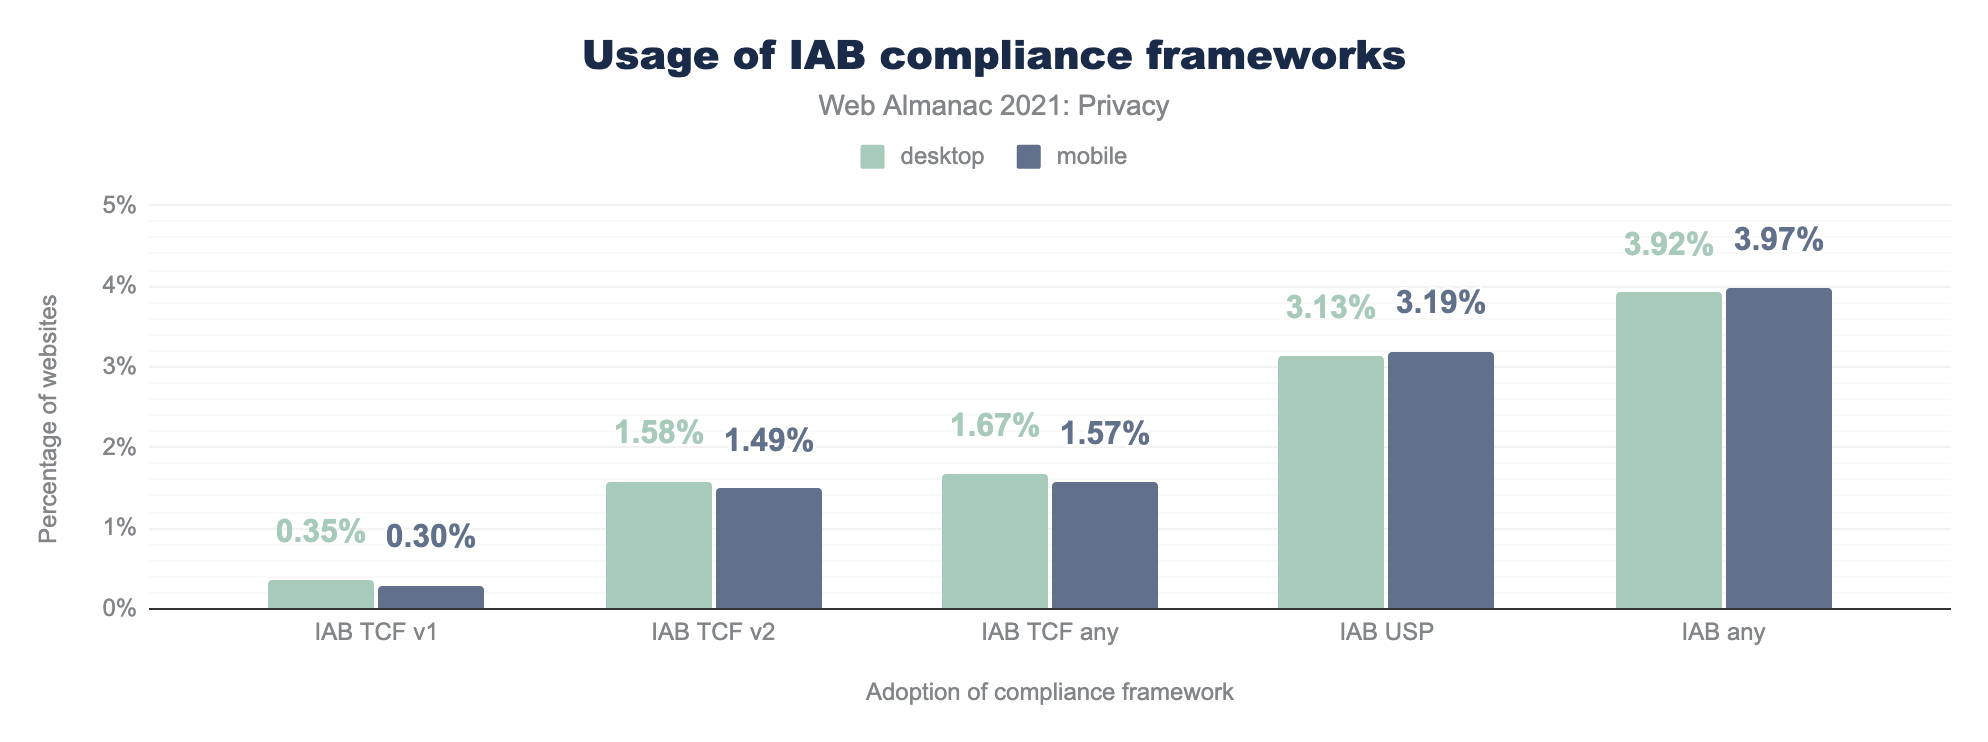 Usage of IAB compliance frameworks
Web Almanac 2021: Privacy
desktop mobile
Percentage of websites
5%
4%
3%
2%
1%
0%
0.35% 0.30%
1.58% 1.49%
1.67% 1.57%
3.13% 3.19%
3.92% 3.97%
IAB TCF v1 IAB TCF v2 IAB TCF any IAB USP IAB any
Adoption of compliance framework